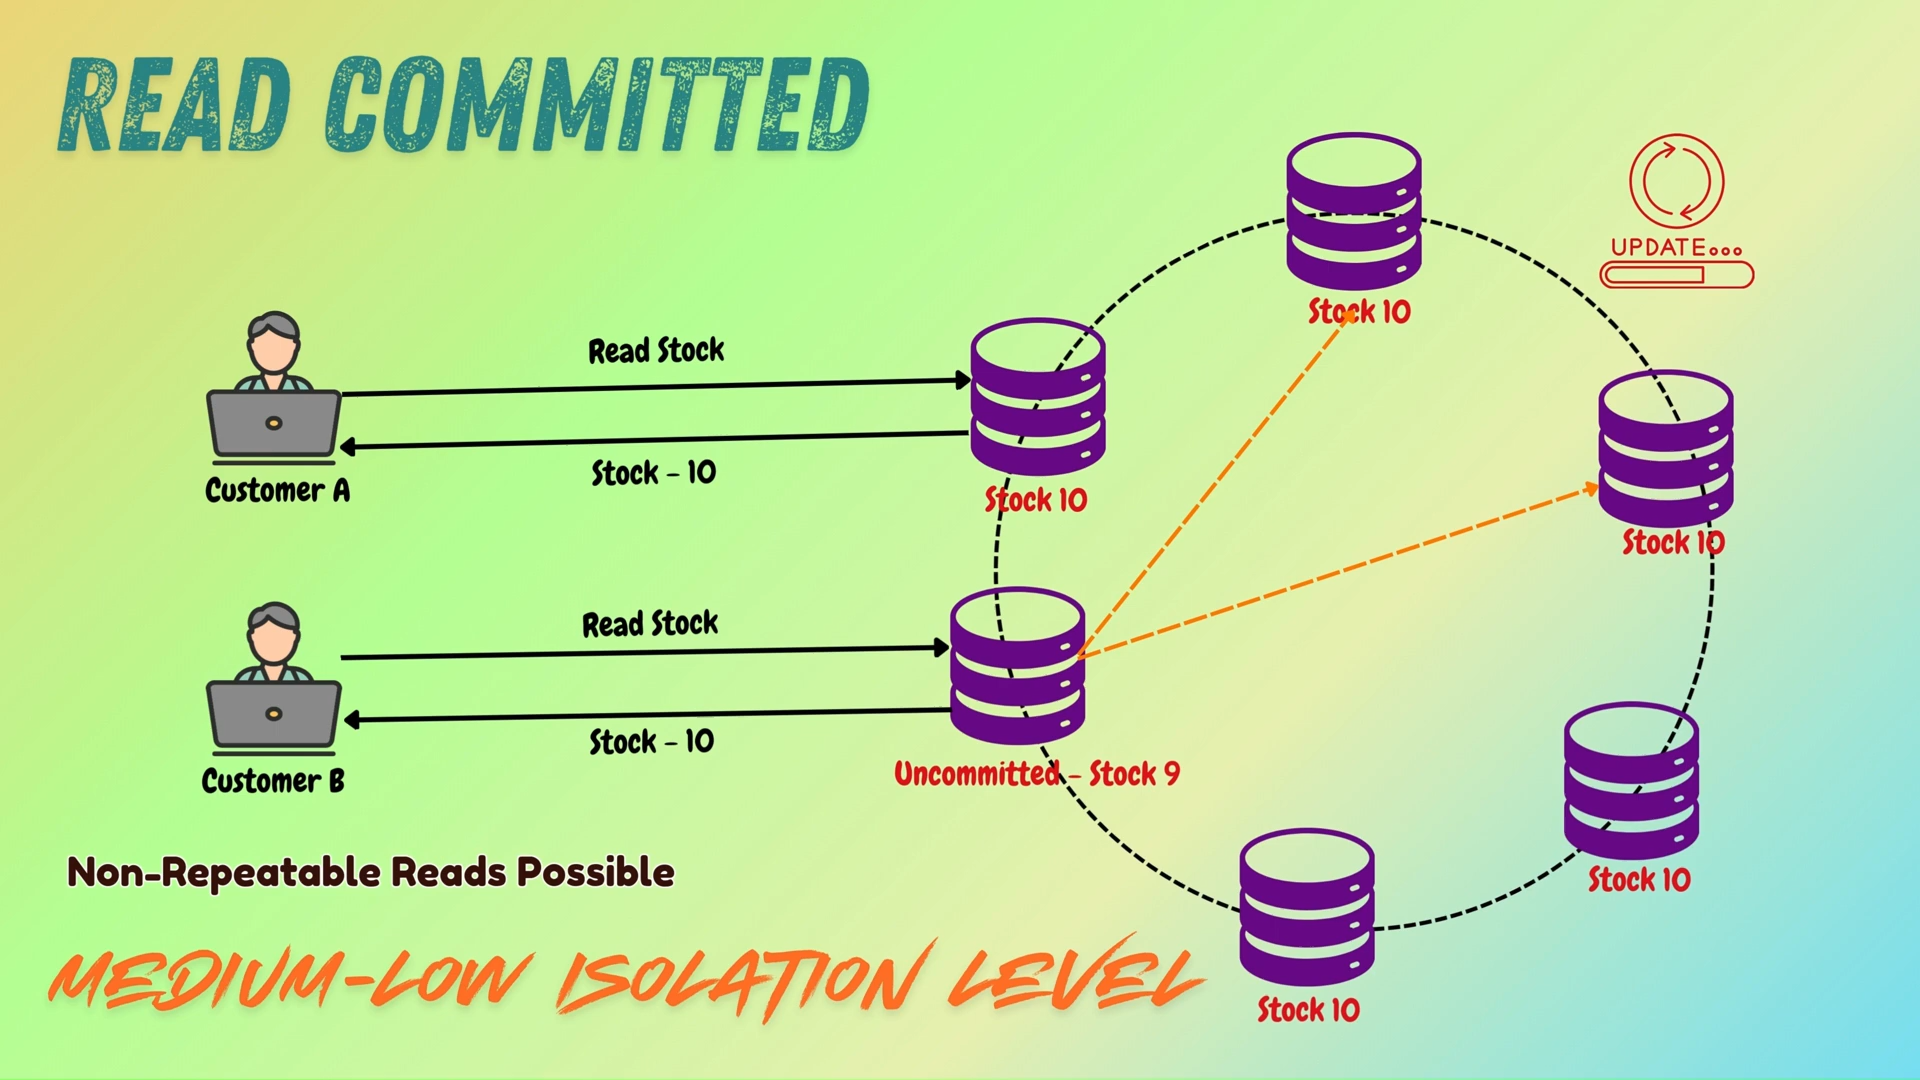 READ COMMITTED
UPDATE...
Stock 10
Read Stock
Stock - 10
Customer A
Stock 10
Stock 10
Read Stock
Stock - 10
Customer B
Uncommitted - Stock 9
Non-Repeatable Reads Possible
Stock 10
MEDIUM-LOW ISOLATION LEVEL
Stock 10